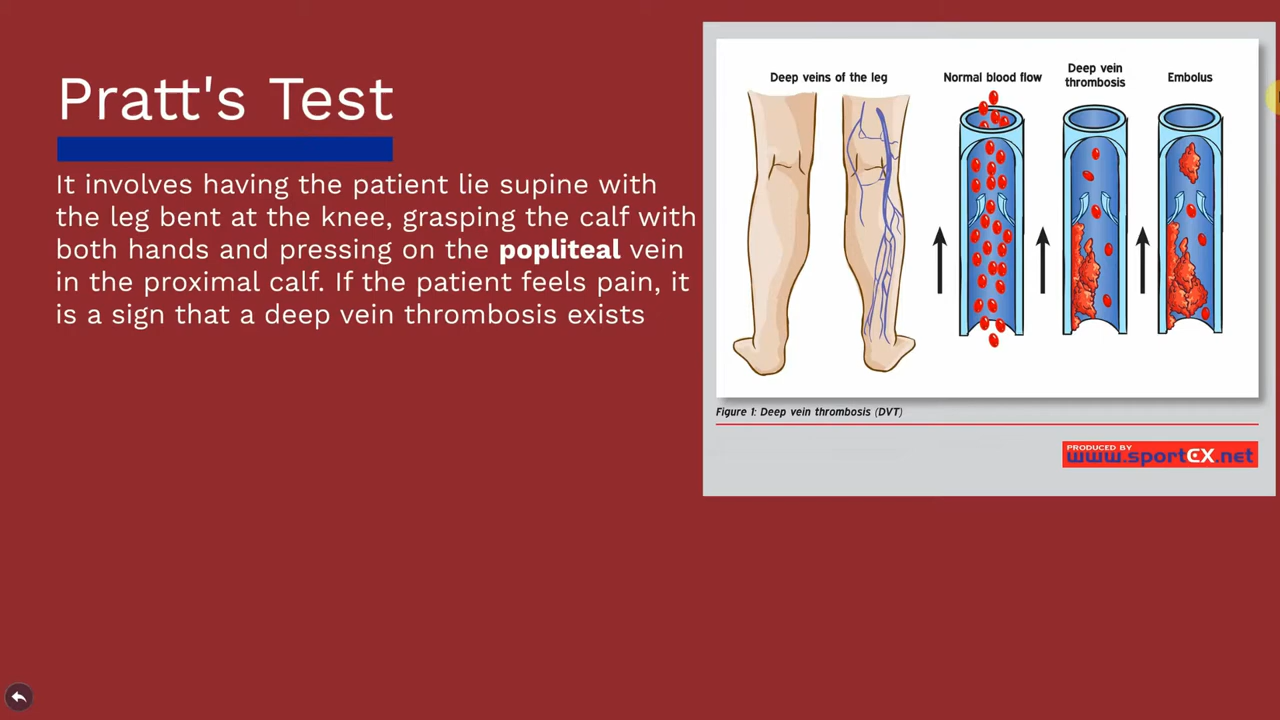 Pratt's Test
It involves having the patient lie supine with
the leg bent at the knee, grasping the calf with
both hands and pressing on the popliteal vein
in the proximal calf. If the patient feels pain, it
is a sign that a deep vein thrombosis exists
Deep veins of the leg
Normal blood flow
Deep vein
thrombosis
Embolus
Figure 1: Deep vein thrombosis (DVT)
PRODUCED BY
www.sportEX.net